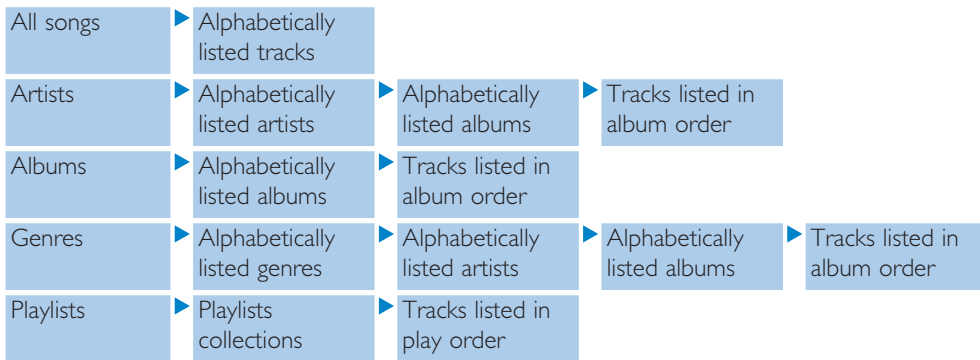 All songs
Alphabetically
listed tracks
Artists
Alphabetically
listed artists
Alphabetically
listed albums
Tracks listed in
album order
Albums
Alphabetically
listed albums
Tracks listed in
album order
Genres
Alphabetically
listed genres
Alphabetically
listed artists
Alphabetically
listed albums
Tracks listed in
album order
Playlists
Playlists
collections
Tracks listed in
play order